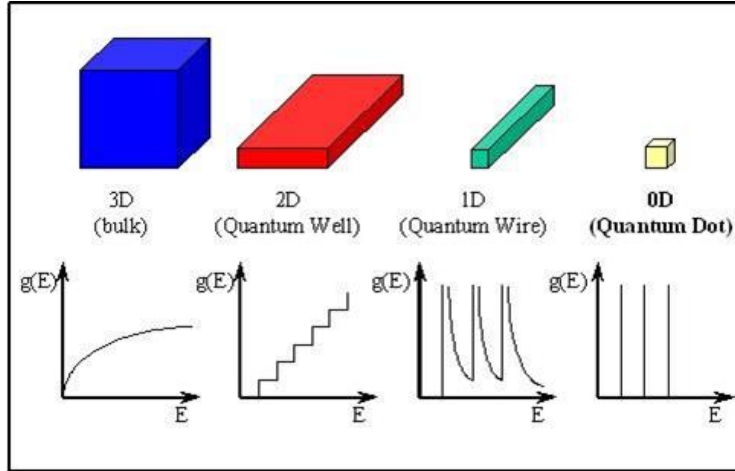 3D
(bulk)
2D
(Quantum Well)
1D
(Quantum Wire)
0D
(Quantum Dot)
g(E)
E
g(E)
E
g(E)
E
g(E)
E